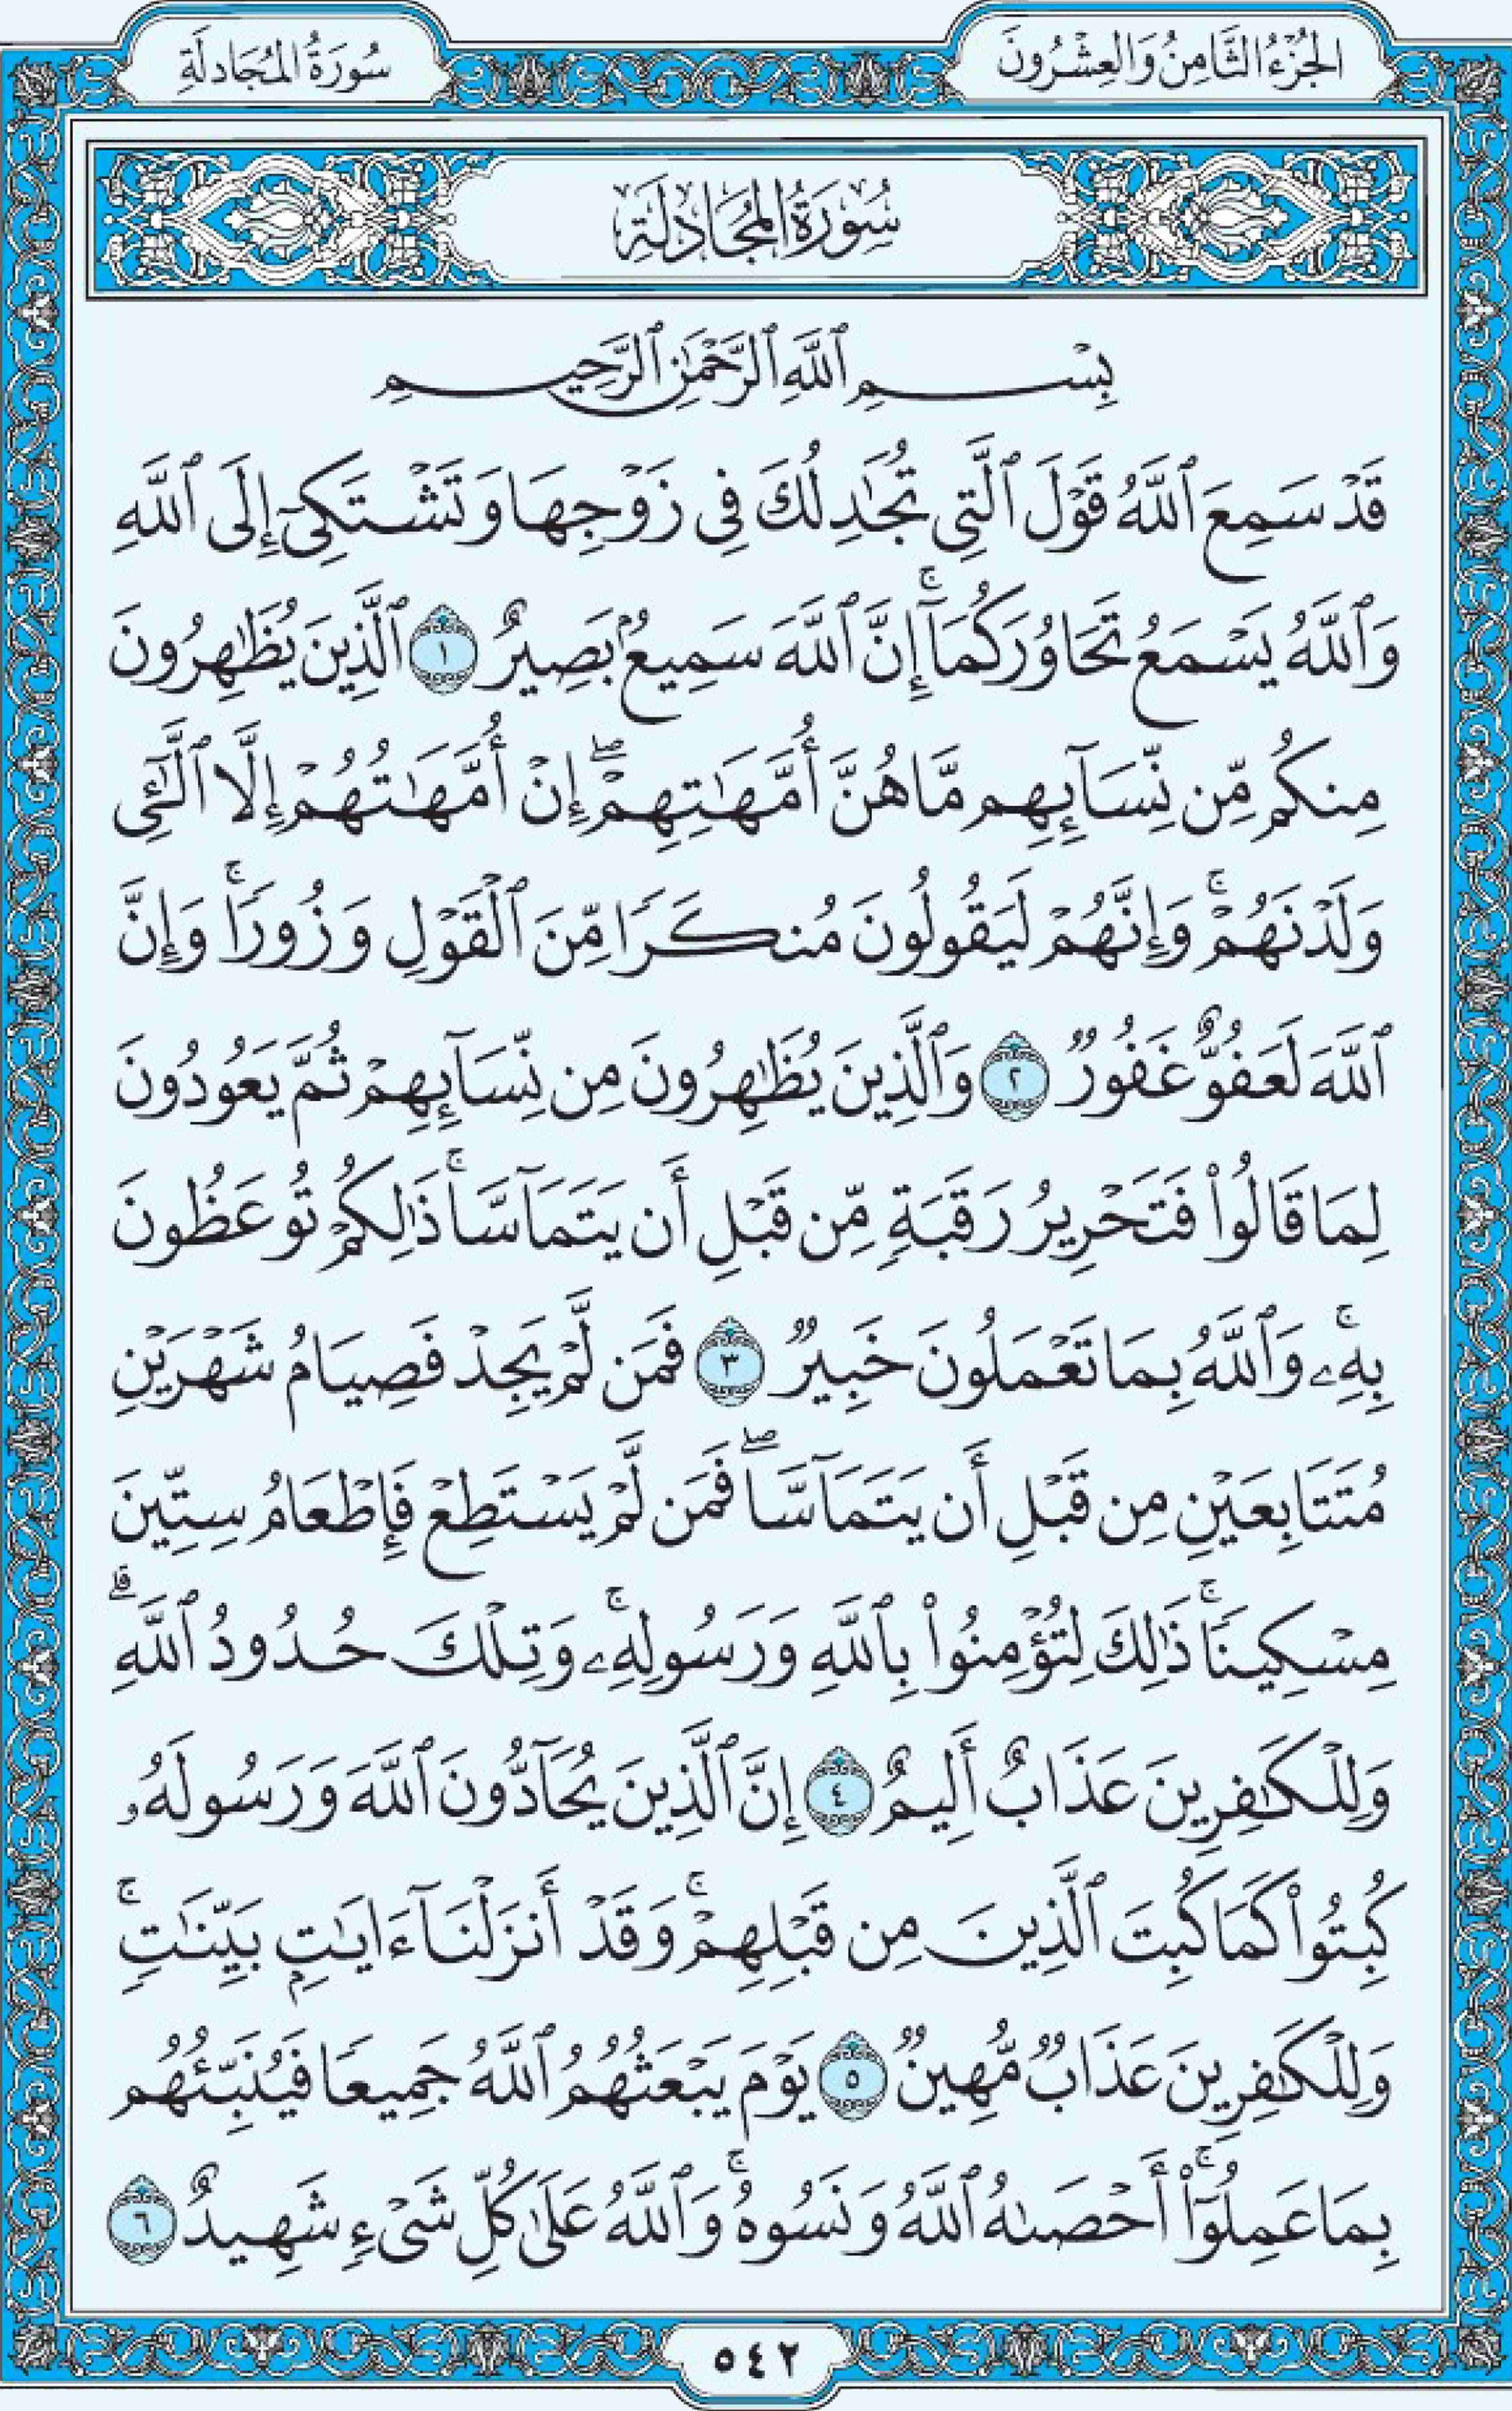 الجُزْءُ الثَّامِنُ وَالعِشْرُونَ
سُورَةُ المُجَادلَة
سُورَةُ المُجَادلَة
بِسْمِ ٱللَّهِ ٱلرَّحْمَٰنِ ٱلرَّحِيمِ
قَدْ سَمِعَ ٱللَّهُ قَوْلَ ٱلَّتِي تُجَٰدِلُكَ فِي زَوْجِهَا وَتَشْتَكِيٓ إِلَى ٱللَّهِ
وَٱللَّهُ يَسْمَعُ تَحَاوُرَكُمَآۚ إِنَّ ٱللَّهَ سَمِيعُۢ بَصِيرٌ ١ ٱلَّذِينَ يُظَٰهِرُونَ
مِنكُم مِّن نِّسَآئِهِم مَّا هُنَّ أُمَّهَٰتِهِمْۖ إِنْ أُمَّهَٰتُهُمْ إِلَّا ٱلَّٰٓـِٔي
وَلَدْنَهُمْۚ وَإِنَّهُمْ لَيَقُولُونَ مُنكَرًا مِّنَ ٱلْقَوْلِ وَزُورًاۚ وَإِنَّ
ٱللَّهَ لَعَفُوٌّ غَفُورٌ ٢ وَٱلَّذِينَ يُظَٰهِرُونَ مِن نِّسَآئِهِمْ ثُمَّ يَعُودُونَ
لِمَا قَالُوا۟ فَتَحْرِيرُ رَقَبَةٍ مِّن قَبْلِ أَن يَتَمَآسَّاۚ ذَٰلِكُمْ تُوعَظُونَ
بِهِۦۚ وَٱللَّهُ بِمَا تَعْمَلُونَ خَبِيرٌ ٣ فَمَن لَّمْ يَجِدْ فَصِيَامُ شَهْرَيْنِ
مُتَتَابِعَيْنِ مِن قَبْلِ أَن يَتَمَآسَّاۖ فَمَن لَّمْ يَسْتَطِعْ فَإِطْعَامُ سِتِّينَ
مِسْكِينًاۚ ذَٰلِكَ لِتُؤْمِنُوا۟ بِٱللَّهِ وَرَسُولِهِۦۚ وَتِلْكَ حُدُودُ ٱللَّهِۗ
وَلِلْكَٰفِرِينَ عَذَابٌ أَلِيمٌ ٤ إِنَّ ٱلَّذِينَ يُحَآدُّونَ ٱللَّهَ وَرَسُولَهُۥ
كُبِتُوا۟ كَمَا كُبِتَ ٱلَّذِينَ مِن قَبْلِهِمْۚ وَقَدْ أَنزَلْنَآ ءَايَٰتٍۭ بَيِّنَٰتٍۚ
وَلِلْكَٰفِرِينَ عَذَابٌ مُّهِينٌ ٥ يَوْمَ يَبْعَثُهُمُ ٱللَّهُ جَمِيعًا فَيُنَبِّئُهُم
بِمَا عَمِلُوٓا۟ۚ أَحْصَىٰهُ ٱللَّهُ وَنَسُوهُۚ وَٱللَّهُ عَلَىٰ كُلِّ شَيْءٍ شَهِيدٌ ٦
٥٤٢